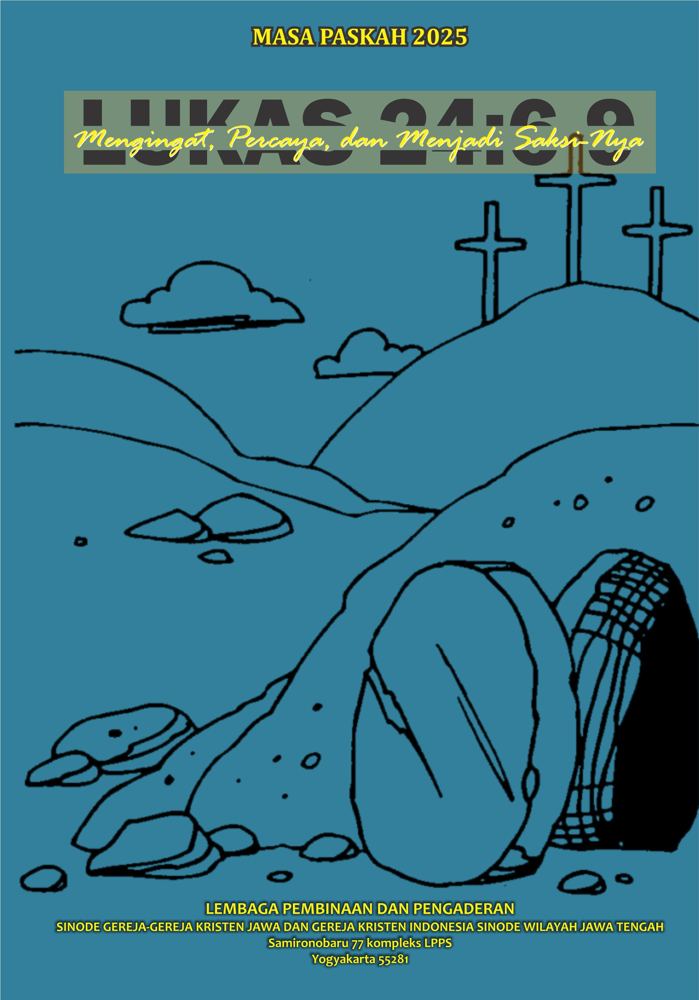 MASA PASKAH 2025
LUKAS 24:6-8
Mengingat, Percaya, dan Menjadi Saksi-Nya
LEMBAGA PEMBINAAN DAN PENGADERAN
SINODE GEREJA-GEREJA KRISTEN JAWA DAN GEREJA KRISTEN INDONESIA SINODE WILAYAH JAWA TENGAH
Samironobaru 77 kompleks LPPS
Yogyakarta 55281